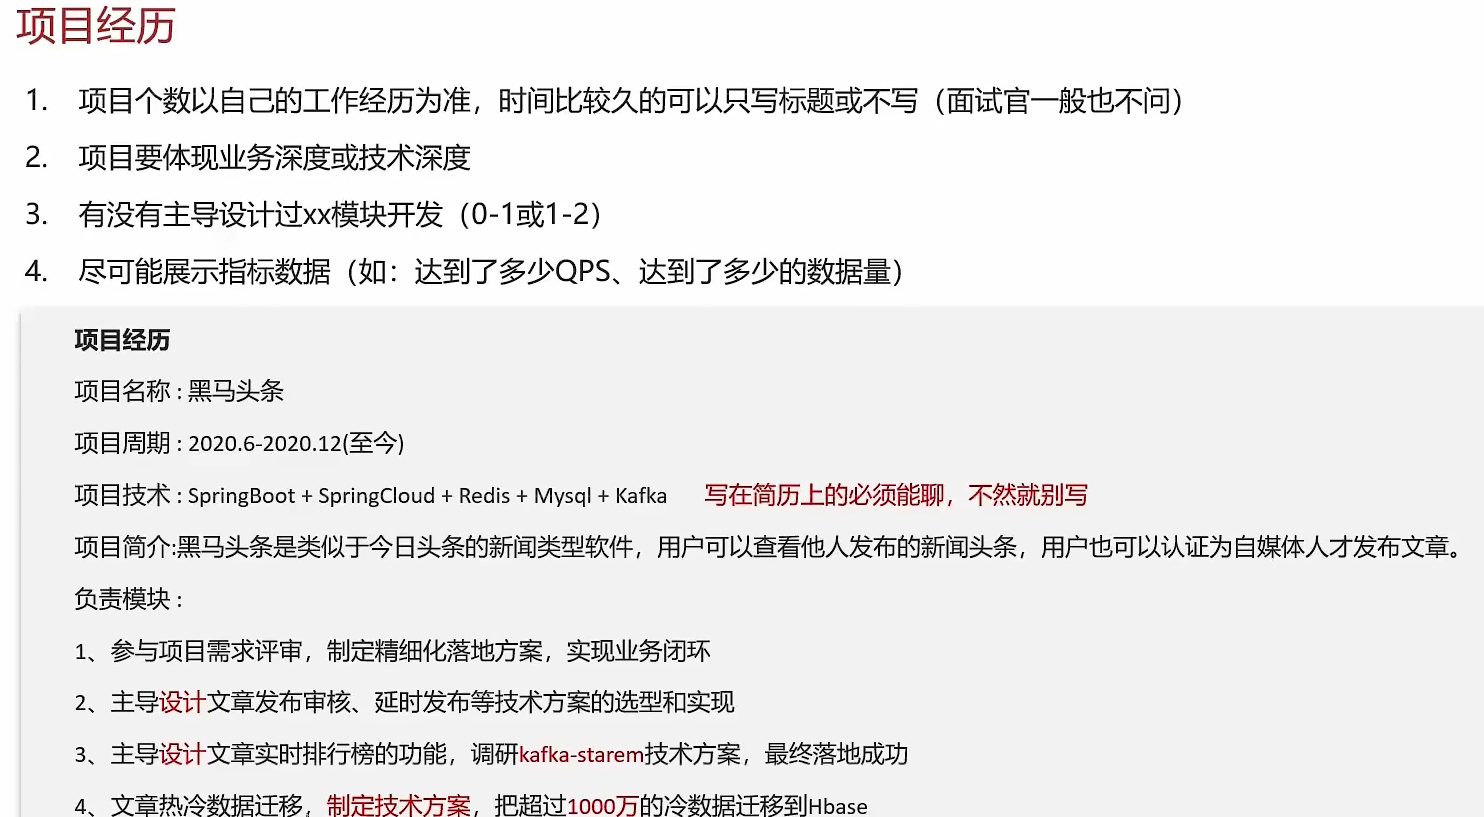 项目经历
1. 项目个数以自己的工作经历为准，时间比较久的可以只写标题或不写（面试官一般也不问）
2. 项目要体现业务深度或技术深度
3. 有没有主导设计过xx模块开发（0-1或1-2）
4. 尽可能展示指标数据（如：达到了多少QPS、达到了多少的数据量）
项目经历
项目名称 : 黑马头条
项目周期 : 2020.6-2020.12(至今)
项目技术 : SpringBoot + SpringCloud + Redis + Mysql + Kafka 写在简历上的必须能聊，不然就别写
项目简介:黑马头条是类似于今日头条的新闻类型软件，用户可以查看他人发布的新闻头条，用户也可以认证为自媒体人才发布文章。
负责模块 :
1、参与项目需求评审，制定精细化落地方案，实现业务闭环
2、主导设计文章发布审核、延时发布等技术方案的选型和实现
3、主导设计文章实时排行榜的功能，调研kafka-starem技术方案，最终落地成功
4、文章热冷数据迁移，制定技术方案，把超过1000万的冷数据迁移到Hbase